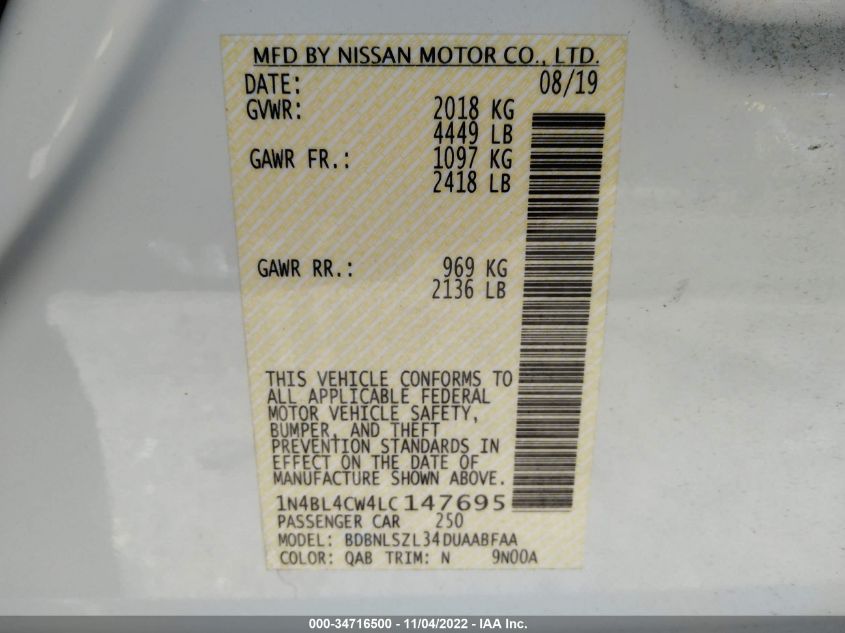 MFD BY NISSAN MOTOR CO., LTD.
DATE: 08/19
GVWR: 2018 KG
4449 LB
GAWR FR.: 1097 KG
2418 LB
GAWR RR.: 969 KG
2136 LB
THIS VEHICLE CONFORMS TO
ALL APPLICABLE FEDERAL
MOTOR VEHICLE SAFETY,
BUMPER, AND THEFT
PREVENTION STANDARDS IN
EFFECT ON THE DATE OF
MANUFACTURE SHOWN ABOVE.
1N4BL4CW4LC147695
PASSENGER CAR 250
MODEL: BDBNLSZL34DUAABFAA
COLOR: QAB TRIM: N 9N00A
000-34716500 - 11/04/2022 - IAA Inc.